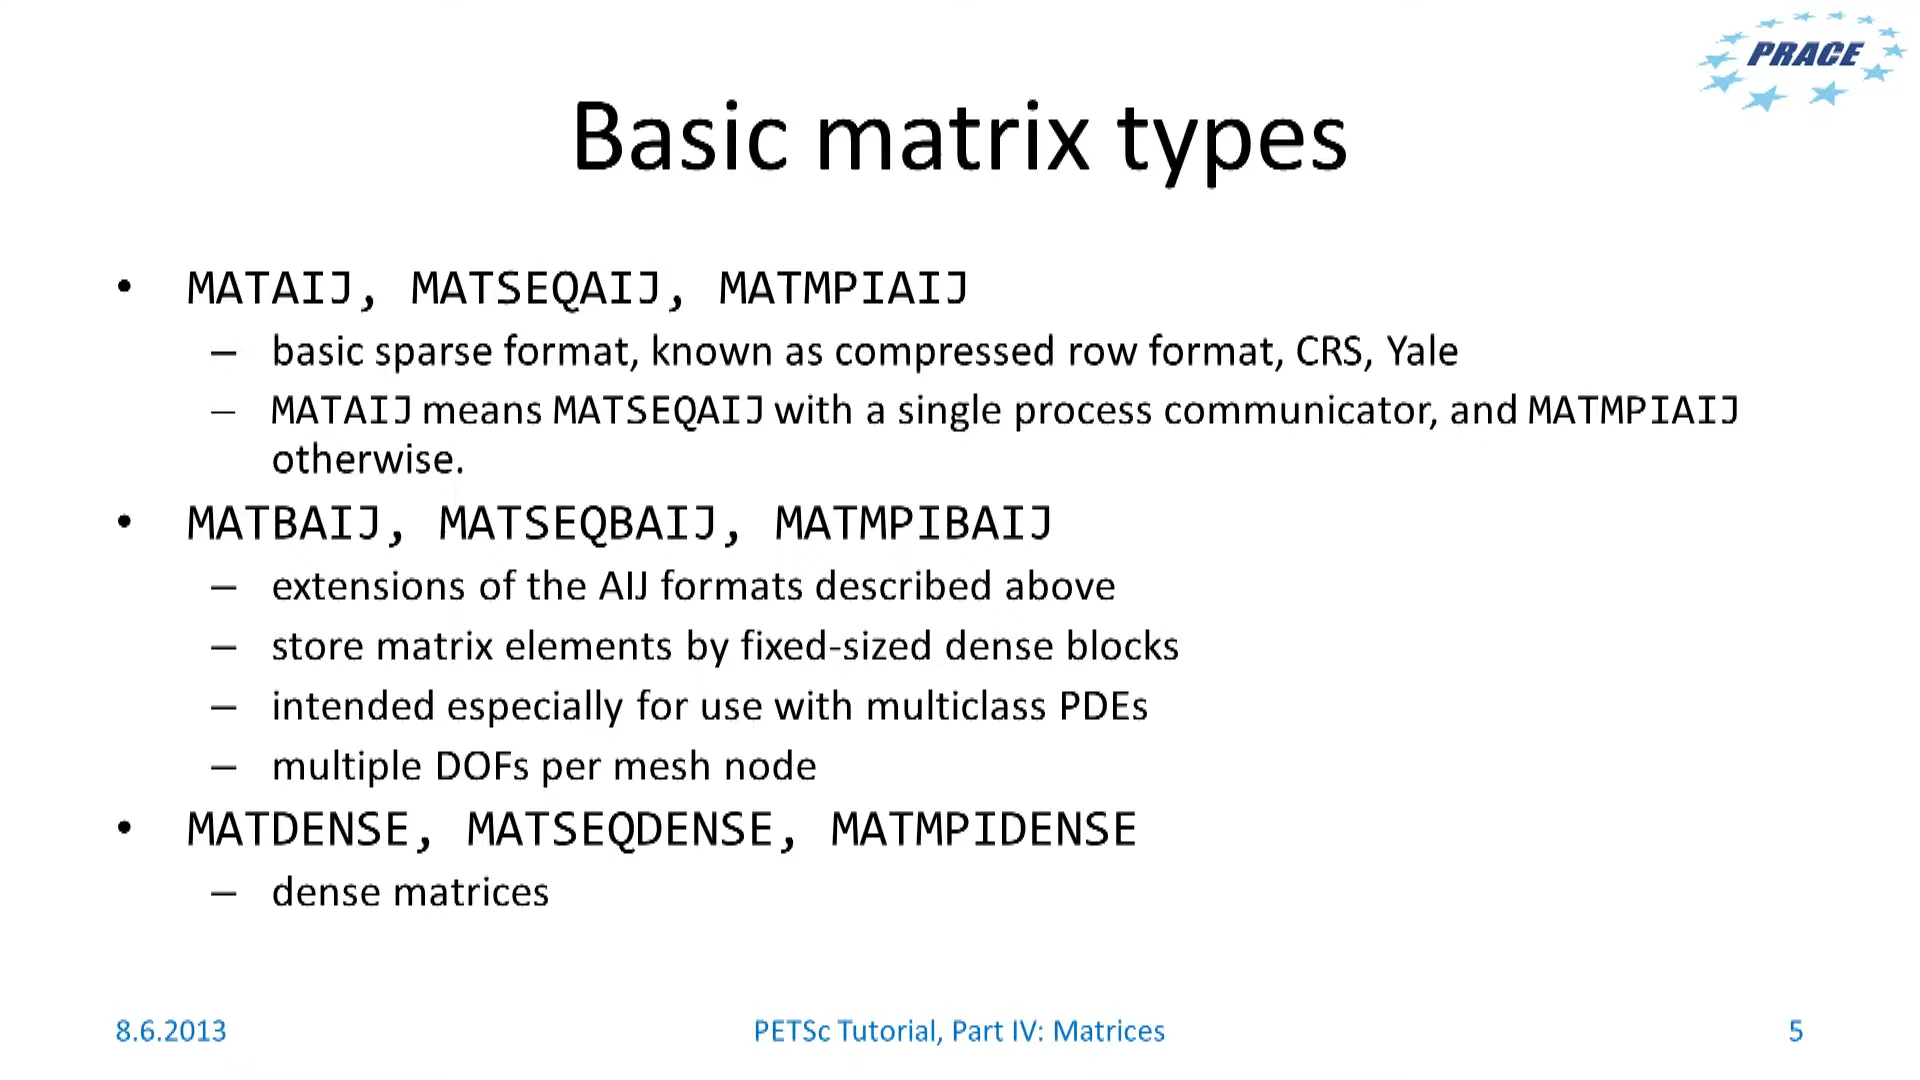 PRACE
Basic matrix types
• MATAIJ, MATSEQAIJ, MATMPIAIJ
– basic sparse format, known as compressed row format, CRS, Yale
– MATAIJ means MATSEQAIJ with a single process communicator, and MATMPIAIJ
otherwise.
• MATBAIJ, MATSEQBAIJ, MATMPIBAIJ
– extensions of the AIJ formats described above
– store matrix elements by fixed-sized dense blocks
– intended especially for use with multiclass PDEs
– multiple DOFs per mesh node
• MATDENSE, MATSEQDENSE, MATMPIDENSE
– dense matrices
8.6.2013 PETSc Tutorial, Part IV: Matrices 5